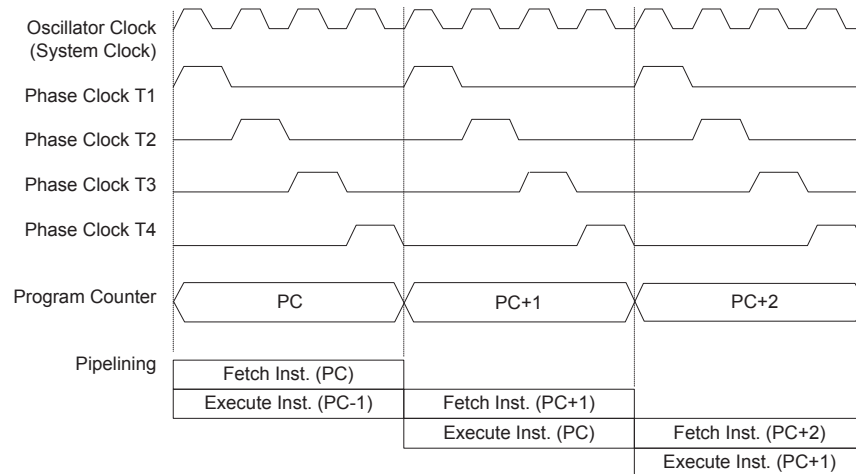 Oscillator Clock
(System Clock)
Phase Clock T1
Phase Clock T2
Phase Clock T3
Phase Clock T4
Program Counter
PC
PC+1
PC+2
Pipelining
Fetch Inst. (PC)
Execute Inst. (PC-1)
Fetch Inst. (PC+1)
Execute Inst. (PC)
Fetch Inst. (PC+2)
Execute Inst. (PC+1)